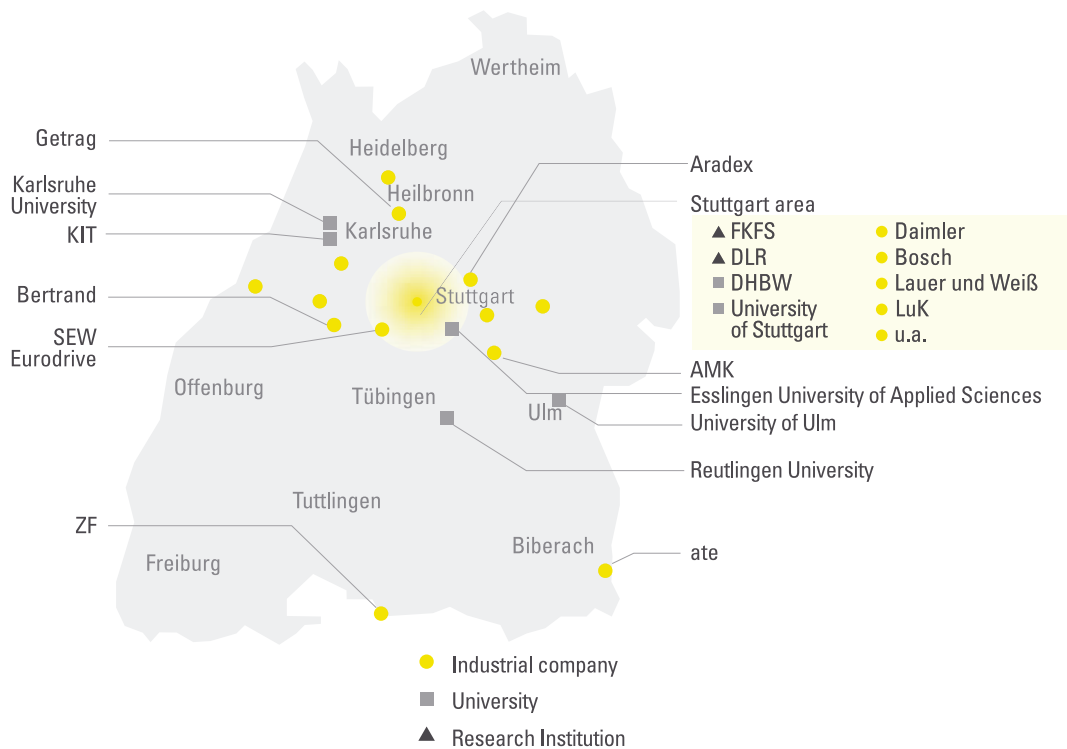 Wertheim
Getrag
Heidelberg
Aradex
Karlsruhe
University
Heilbronn
Stuttgart area
KIT
Karlsruhe
FKFS
DLR
DHBW
University
of Stuttgart
Daimler
Bosch
Lauer und Weiß
LuK
u.a.
Bertrand
Stuttgart
SEW
Eurodrive
AMK
Offenburg
Tübingen
Esslingen University of Applied Sciences
Ulm
University of Ulm
Reutlingen University
Tuttlingen
ZF
Biberach
ate
Freiburg
Industrial company
University
Research Institution